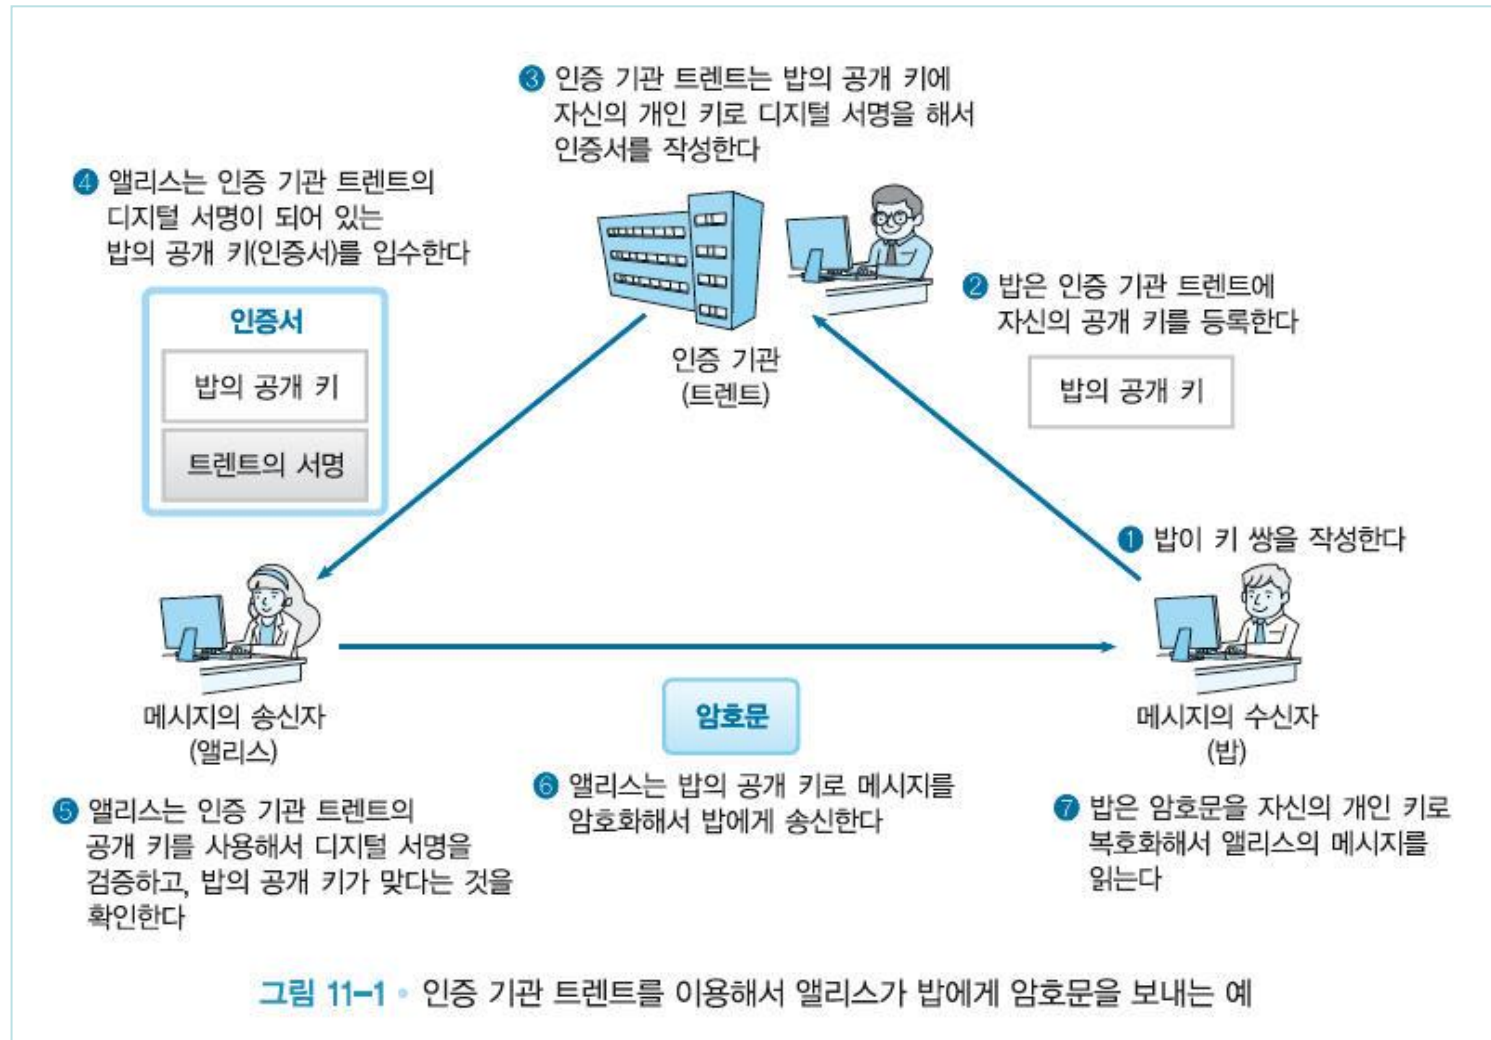 ③ 인증 기관 트렌트는 밥의 공개 키에
자신의 개인 키로 디지털 서명을 해서
인증서를 작성한다
④ 앨리스는 인증 기관 트렌트의
디지털 서명이 되어 있는
밥의 공개 키(인증서)를 입수한다
인증서
밥의 공개 키
트렌트의 서명
인증 기관
(트렌트)
② 밥은 인증 기관 트렌트에
자신의 공개 키를 등록한다
밥의 공개 키
① 밥이 키 쌍을 작성한다
메시지의 송신자
(앨리스)
암호문
메시지의 수신자
(밥)
⑤ 앨리스는 인증 기관 트렌트의
공개 키를 사용해서 디지털 서명을
검증하고, 밥의 공개 키가 맞다는 것을
확인한다
⑥ 앨리스는 밥의 공개 키로 메시지를
암호화해서 밥에게 송신한다
⑦ 밥은 암호문을 자신의 개인 키로
복호화해서 앨리스의 메시지를
읽는다
그림 11-1 • 인증 기관 트렌트를 이용해서 앨리스가 밥에게 암호문을 보내는 예